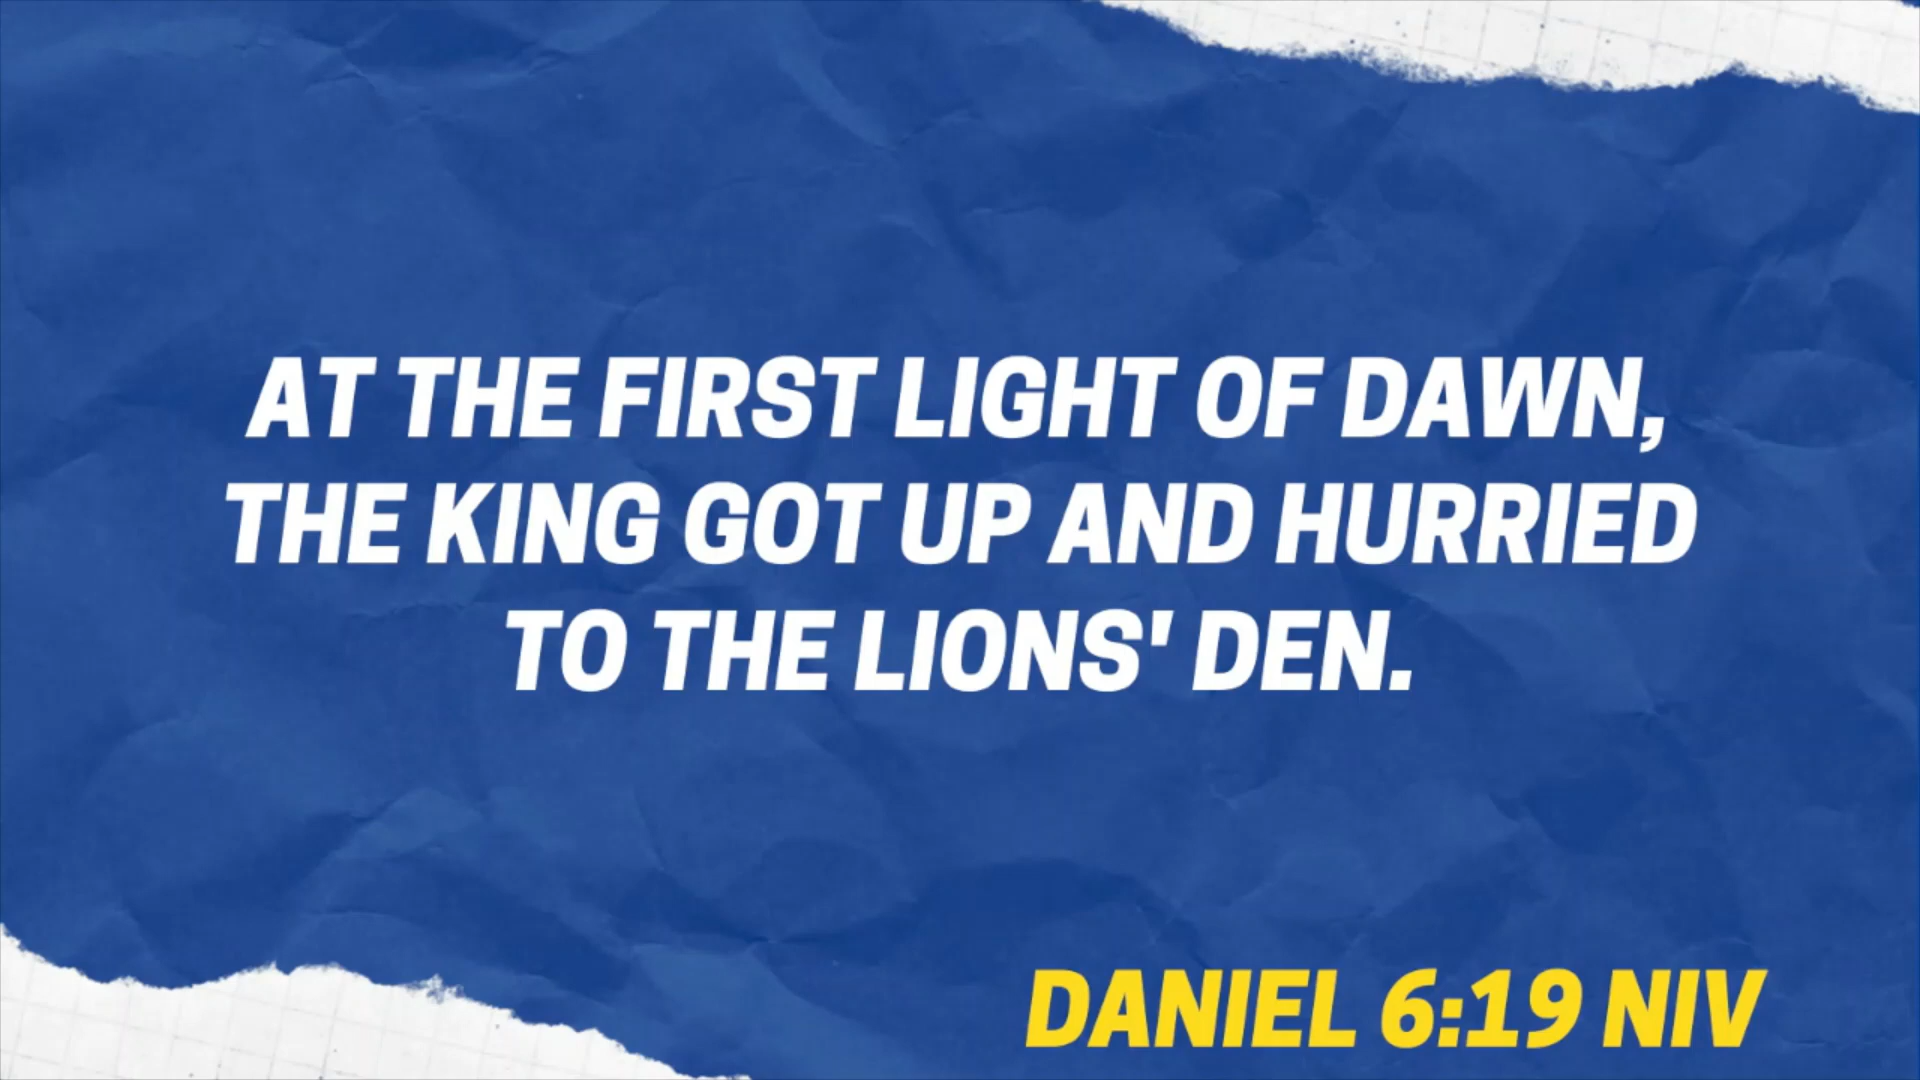 AT THE FIRST LIGHT OF DAWN,
THE KING GOT UP AND HURRIED
TO THE LIONS' DEN.
DANIEL 6:19 NIV